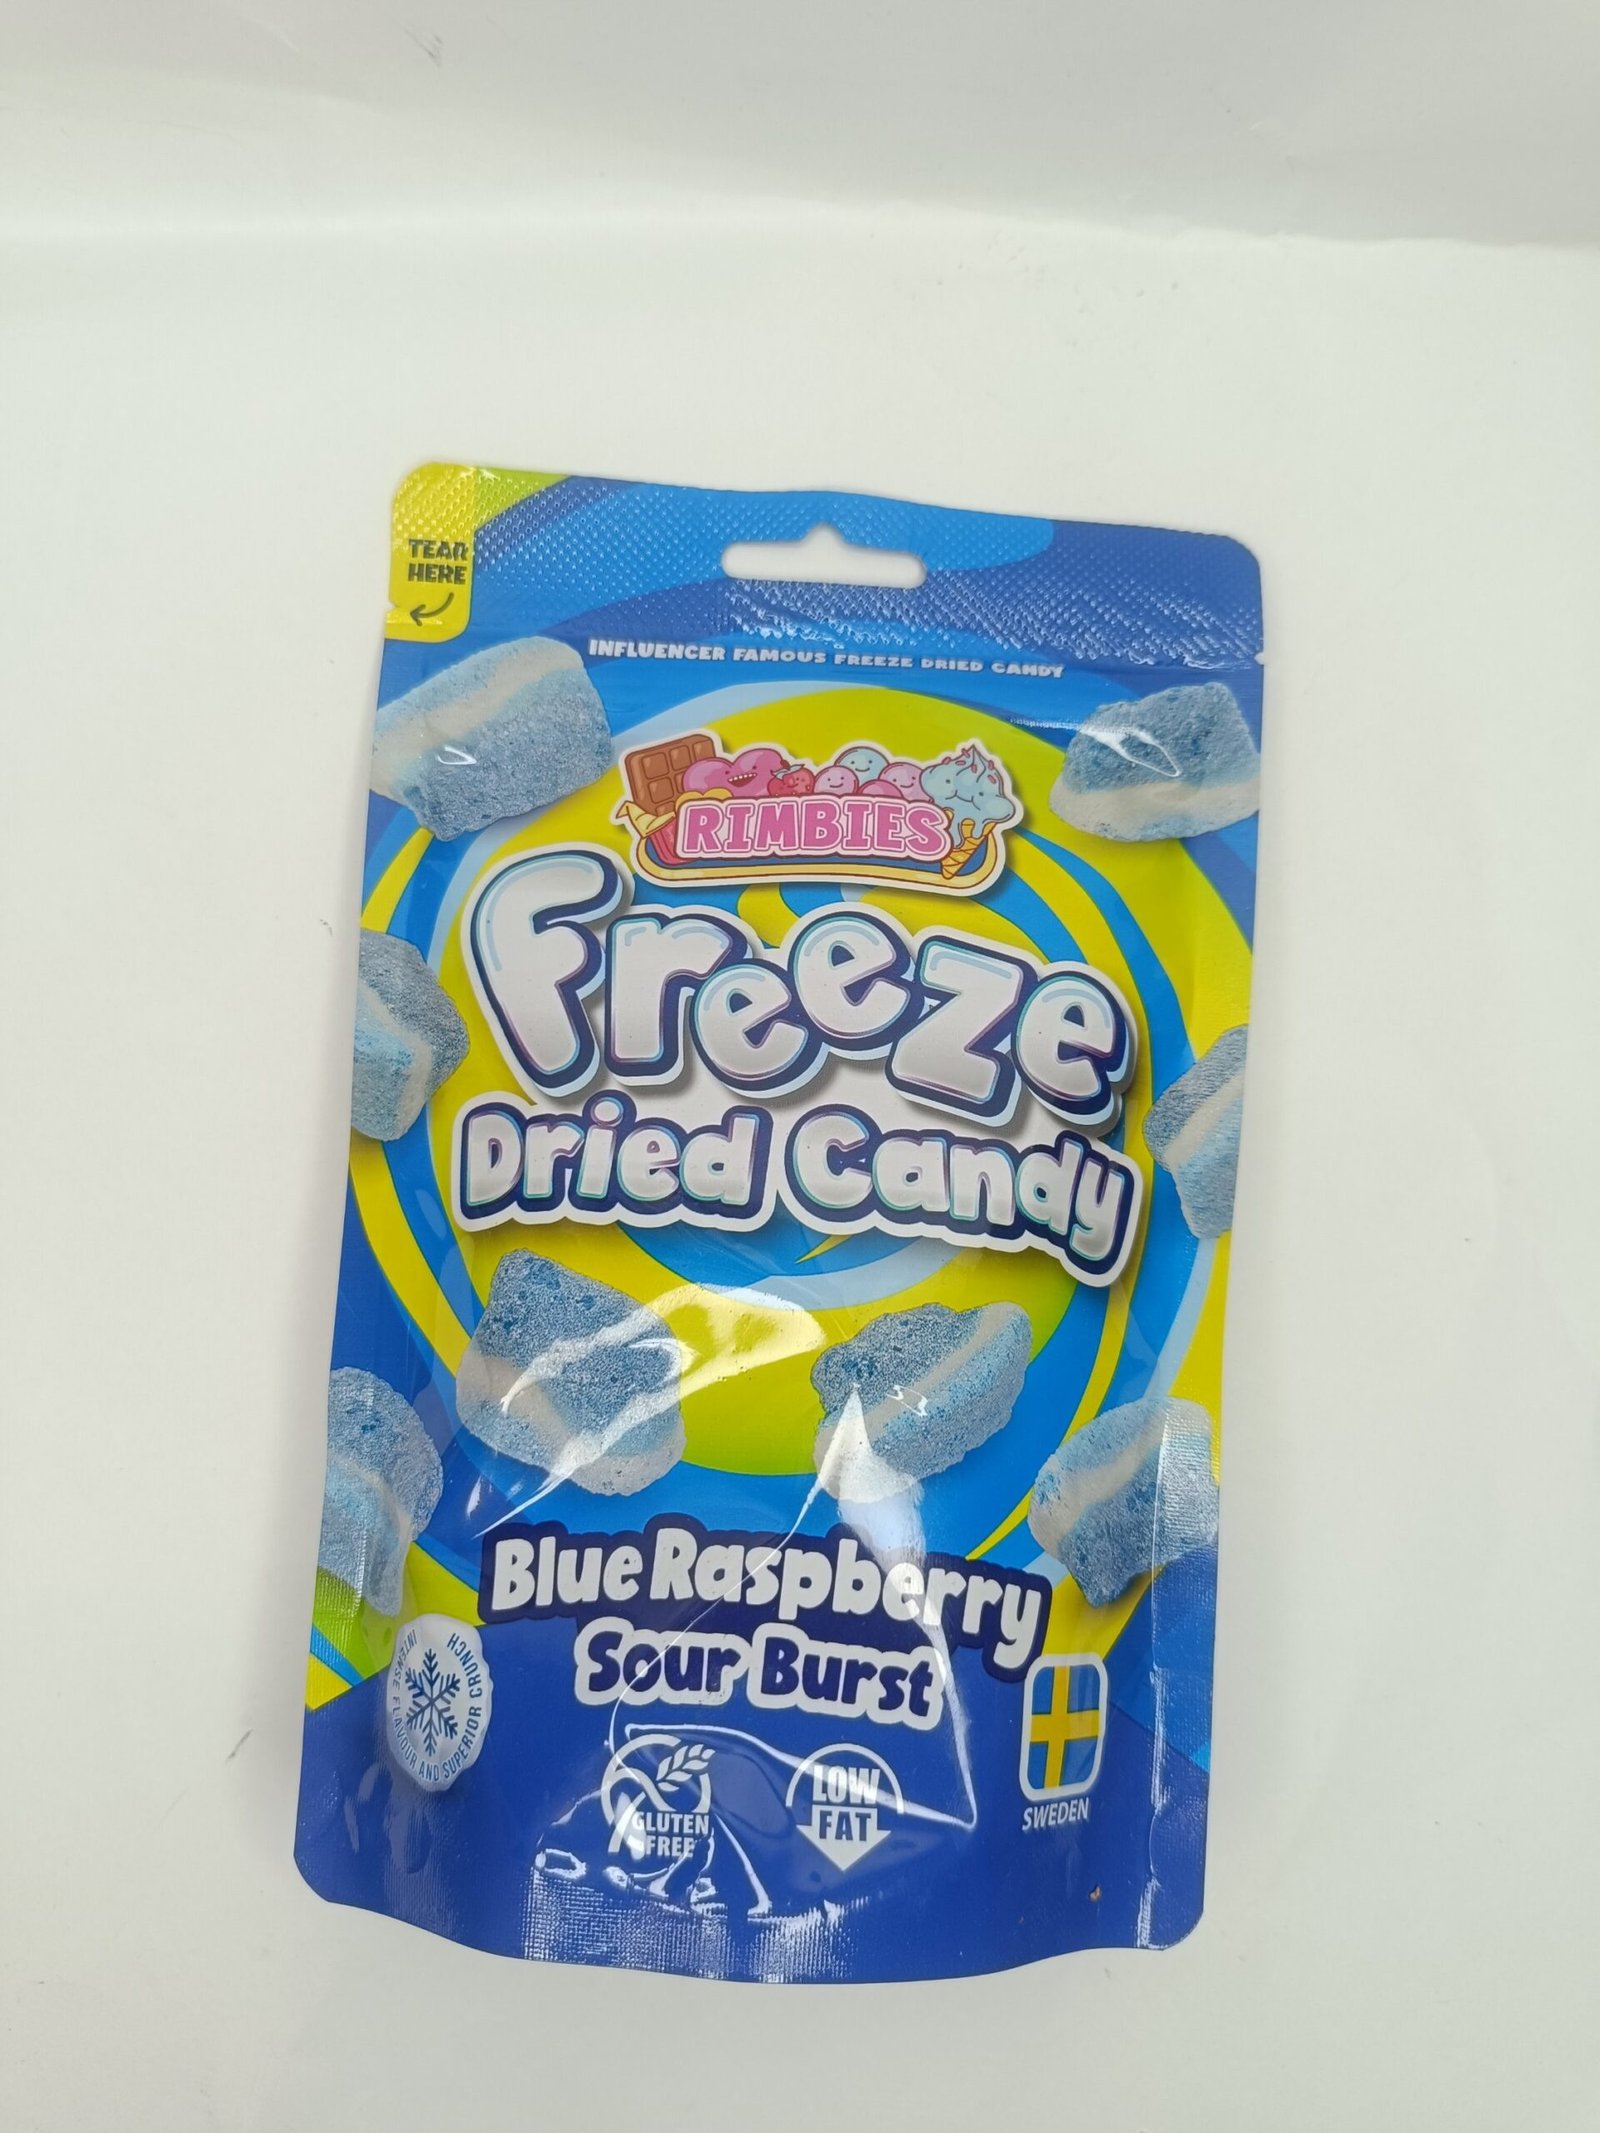 TEAR
HERE
INFLUENCER FAMOUS FREEZE DRIED CANDY
RIMBIES
Freeze
Dried Candy
Blue Raspberry
Sour Burst
INTENSE FLAVOUR AND SUPERIOR CRUNCH
GLUTEN
FREE
LOW
FAT
SWEDEN